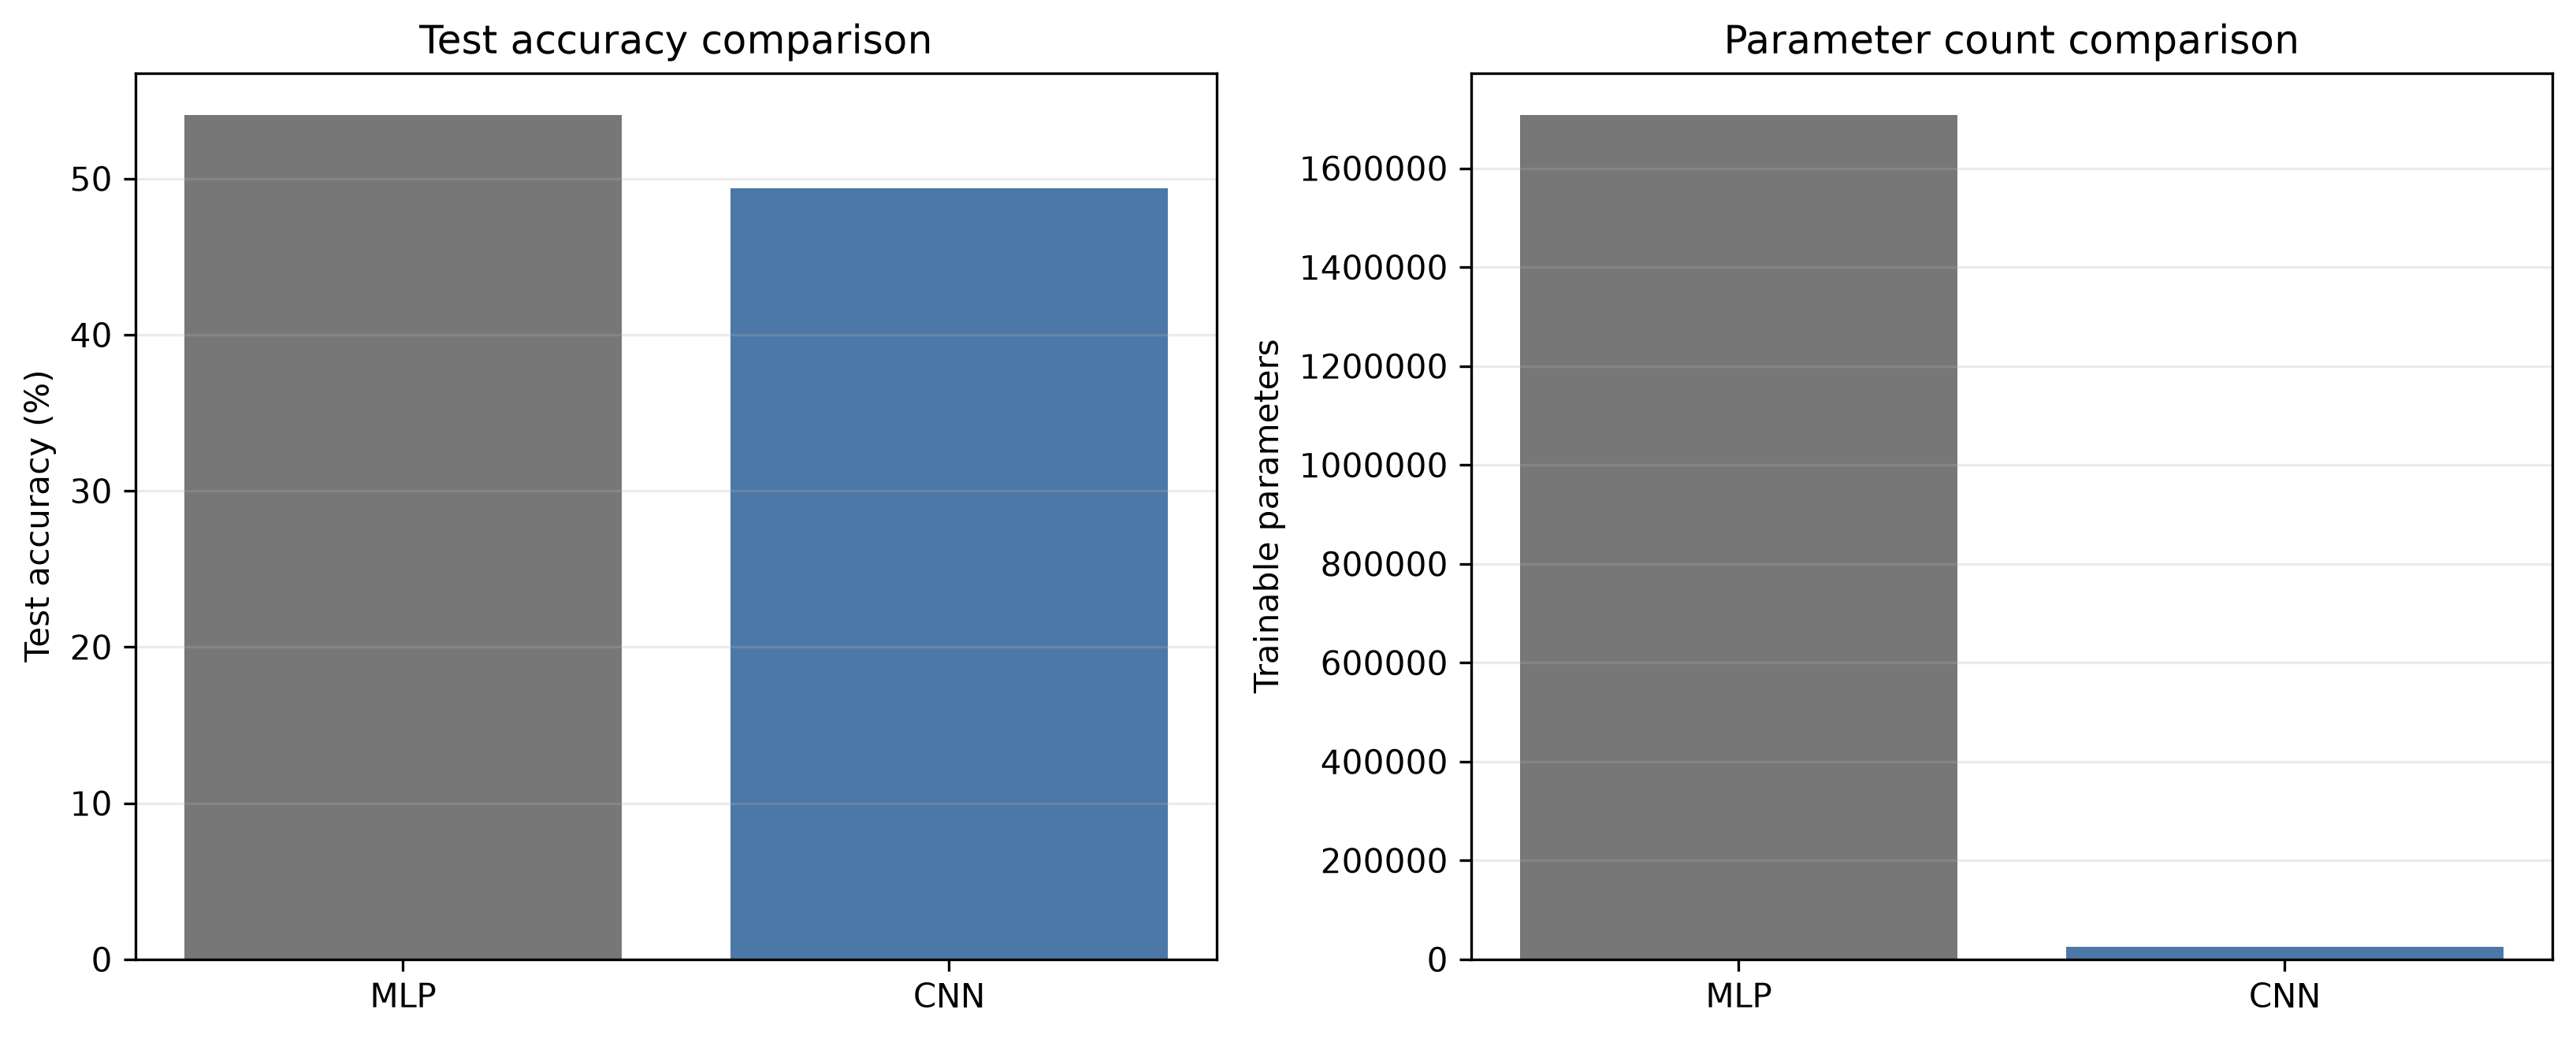 Test accuracy comparison
Test accuracy (%)
50
40
30
20
10
0
MLP
CNN
Parameter count comparison
Trainable parameters
1600000
1400000
1200000
1000000
800000
600000
400000
200000
0
MLP
CNN